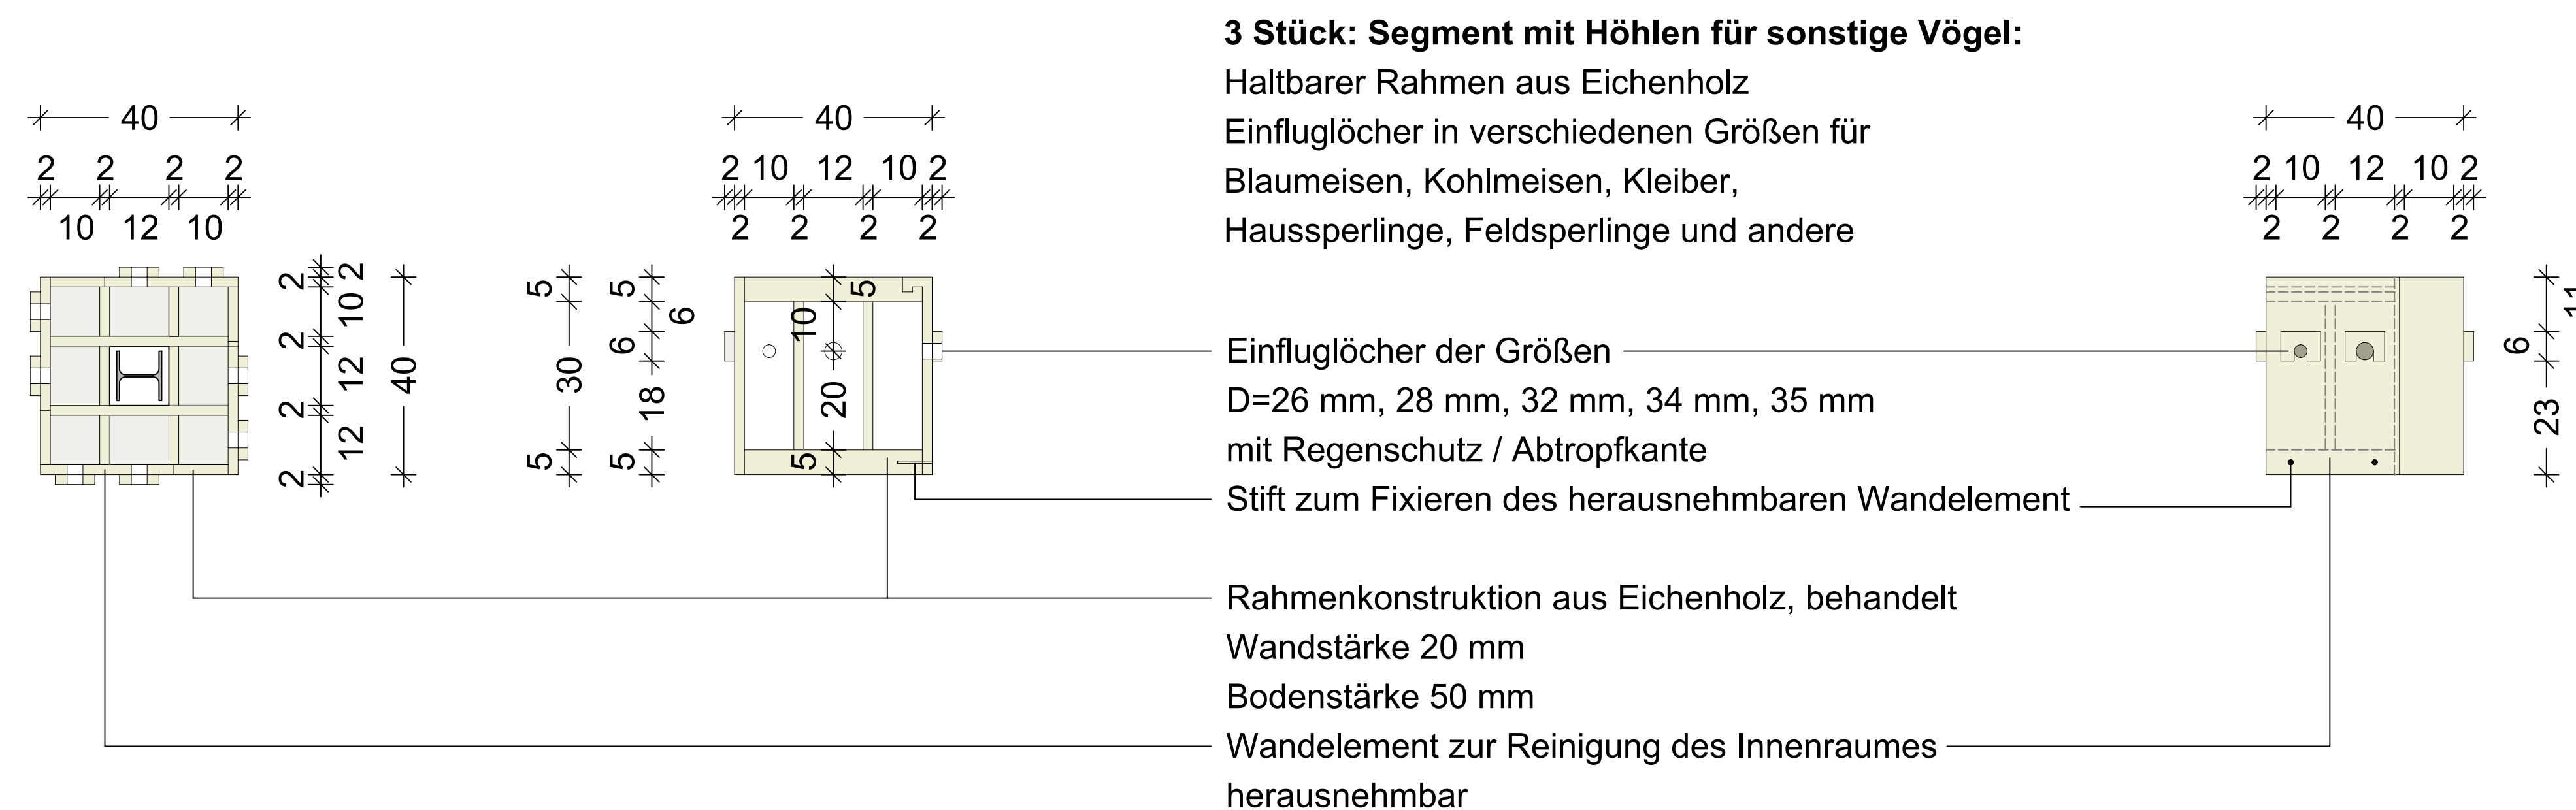 3 Stück: Segment mit Höhlen für sonstige Vögel:
Haltbarer Rahmen aus Eichenholz
Einfluglöcher in verschiedenen Größen für
Blaumeisen, Kohlmeisen, Kleiber,
Haussperlinge, Feldsperlinge und andere
40
2 2 2 2
10 12 10
2 2 2 2
2 10 12 12
40
5 30 5
5 6 18 5
6
40
2 10 12 10 2
2 2 2 2
5
10
20
5
Einfluglöcher der Größen
D=26 mm, 28 mm, 32 mm, 34 mm, 35 mm
mit Regenschutz / Abtropfkante
Stift zum Fixieren des herausnehmbaren Wandelement
Rahmenkonstruktion aus Eichenholz, behandelt
Wandstärke 20 mm
Bodenstärke 50 mm
Wandelement zur Reinigung des Innenraumes
herausnehmbar
40
2 10 12 10 2
2 2 2 2
6
23